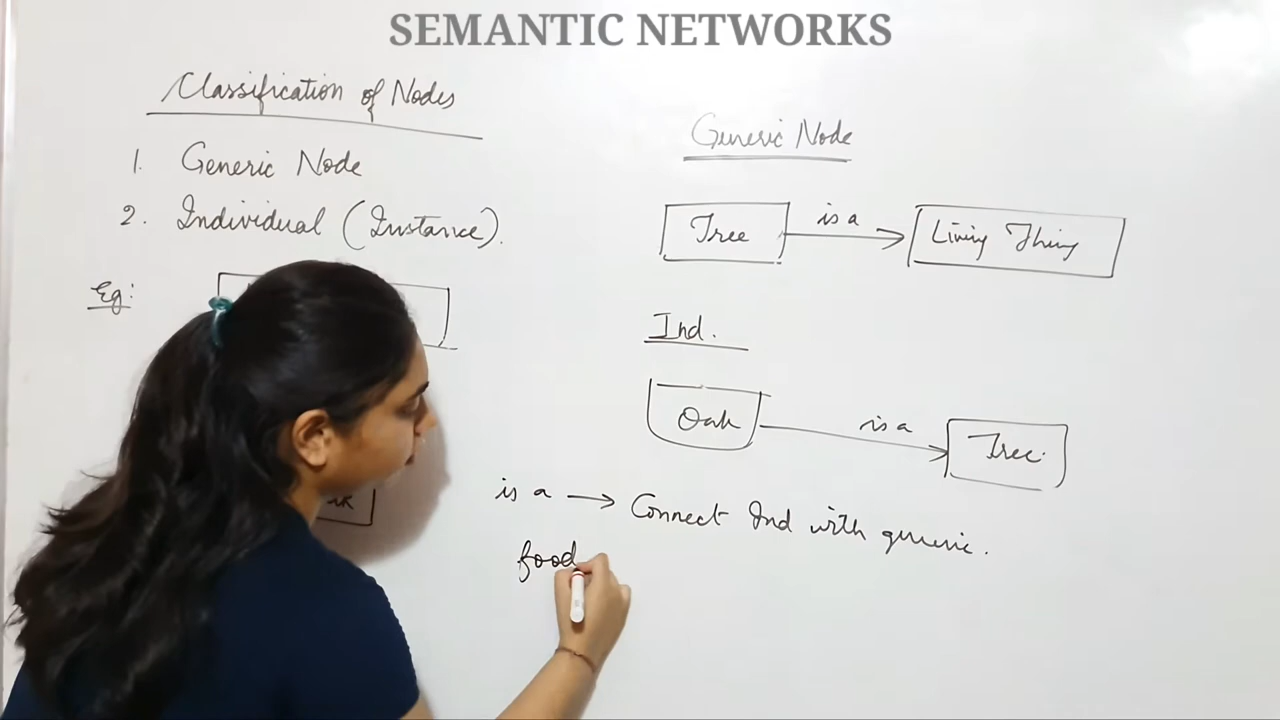 SEMANTIC NETWORKS
Classification of Nodes
1. Generic Node
2. Individual (Instance).
Eg:
Generic Node
Tree is a Living Thing
Ind.
Oak is a Tree.
is a → Connect Ind with generic.
food